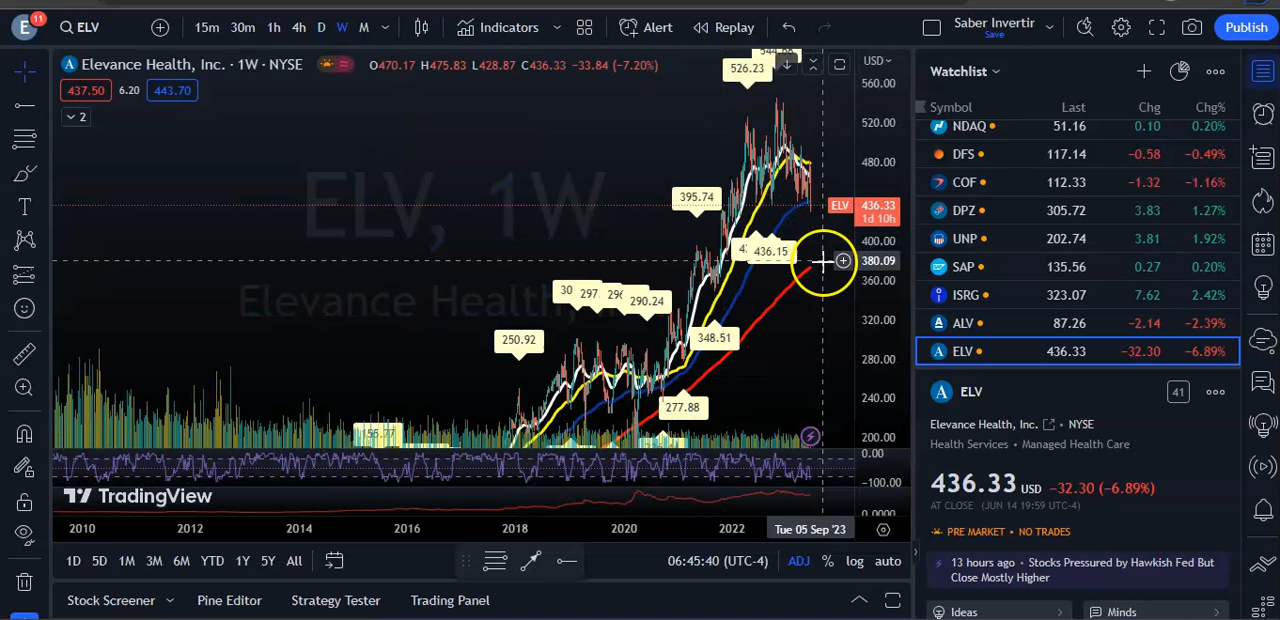 E 11 ELV 15m 30m 1h 4h D W M Indicators Alert Replay Saber Invertir Save Publish
Elevance Health, Inc. · 1W · NYSE O470.17 H475.83 L428.87 C436.33 −33.84 (−7.20%)
437.50 6.20 443.70
2
USD
560.00
520.00
480.00
400.00
360.00
320.00
280.00
240.00
200.00
0.00
−100.00
0.0000
ELV 436.33
1d 10h
380.09
ELV, 1W
Elevance Health,
526.23
395.74
436.15
297.
290.24
348.51
250.92
277.88
TradingView
2010 2012 2014 2016 2018 2020 2022 Tue 05 Sep '23
1D 5D 1M 3M 6M YTD 1Y 5Y All 06:45:40 (UTC-4) ADJ % log auto
Stock Screener Pine Editor Strategy Tester Trading Panel
Watchlist
Symbol Last Chg Chg%
NDAQ 51.16 0.10 0.20%
DFS 117.14 −0.58 −0.49%
COF 112.33 −1.32 −1.16%
DPZ 305.72 3.83 1.27%
UNP 202.74 3.81 1.92%
SAP 135.56 0.27 0.20%
ISRG 323.07 7.62 2.42%
ALV 87.26 −2.14 −2.39%
ELV 436.33 −32.30 −6.89%
ELV 41
Elevance Health, Inc. · NYSE
Health Services · Managed Health Care
436.33 USD −32.30 (−6.89%)
AT CLOSE (JUN 14 19:59 UTC-4)
PRE MARKET · NO TRADES
13 hours ago · Stocks Pressured by Hawkish Fed But
Close Mostly Higher
Ideas Minds